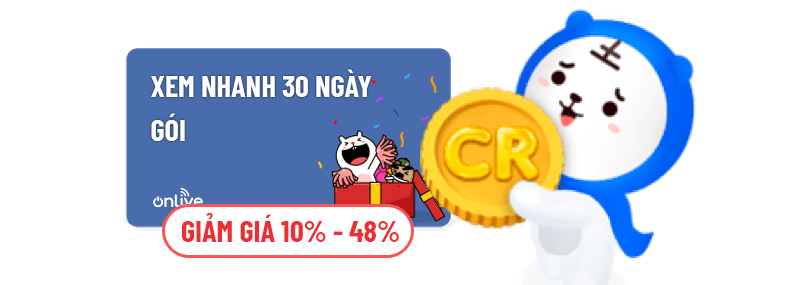 XEM NHANH 30 NGÀY
GÓI
onlive
GIẢM GIÁ 10% - 48%
CR